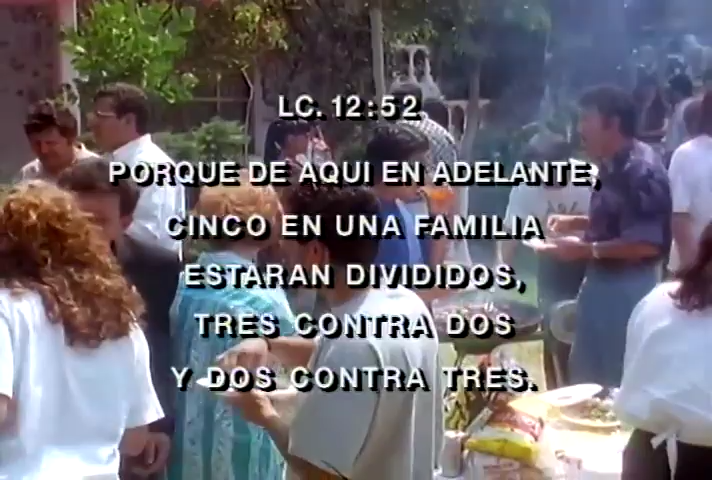 LC. 12:52
PORQUE DE AQUI EN ADELANTE,
CINCO EN UNA FAMILIA
ESTARAN DIVIDIDOS,
TRES CONTRA DOS
Y DOS CONTRA TRES.